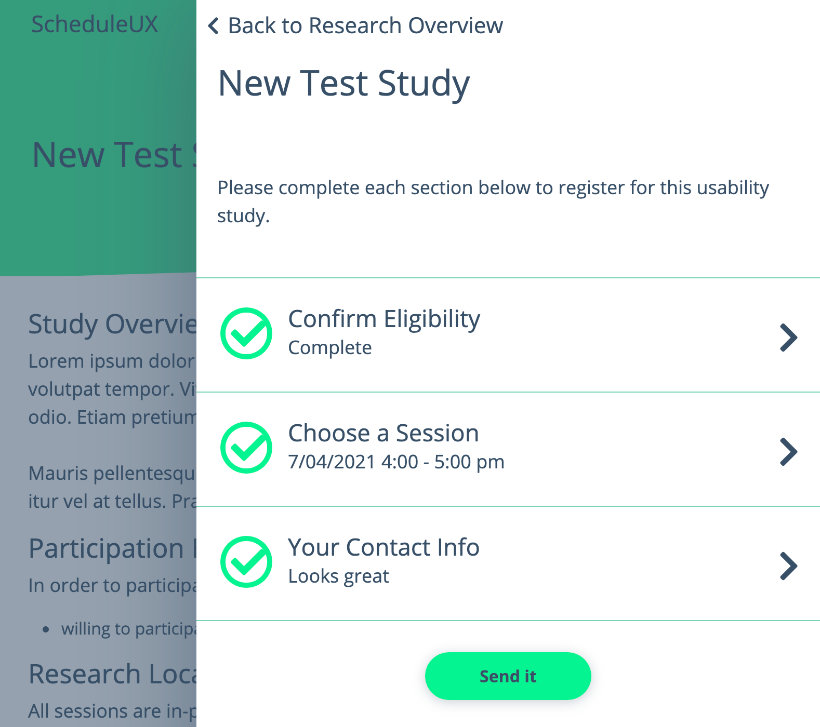 ScheduleUX
New Test
Study Overvie
Lorem ipsum dolor
volutpat tempor. Vi
odio. Etiam pretium
Mauris pellentesqu
itur vel at tellus. Pra
Participation
In order to participa
willing to participa
Research Loca
All sessions are in-p
Back to Research Overview
New Test Study
Please complete each section below to register for this usability
study.
Confirm Eligibility
Complete
Choose a Session
7/04/2021 4:00 - 5:00 pm
Your Contact Info
Looks great
Send it